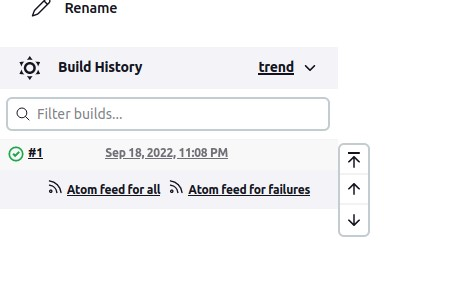 Rename
Build History trend
Filter builds...
#1 Sep 18, 2022, 11:08 PM
Atom feed for all Atom feed for failures